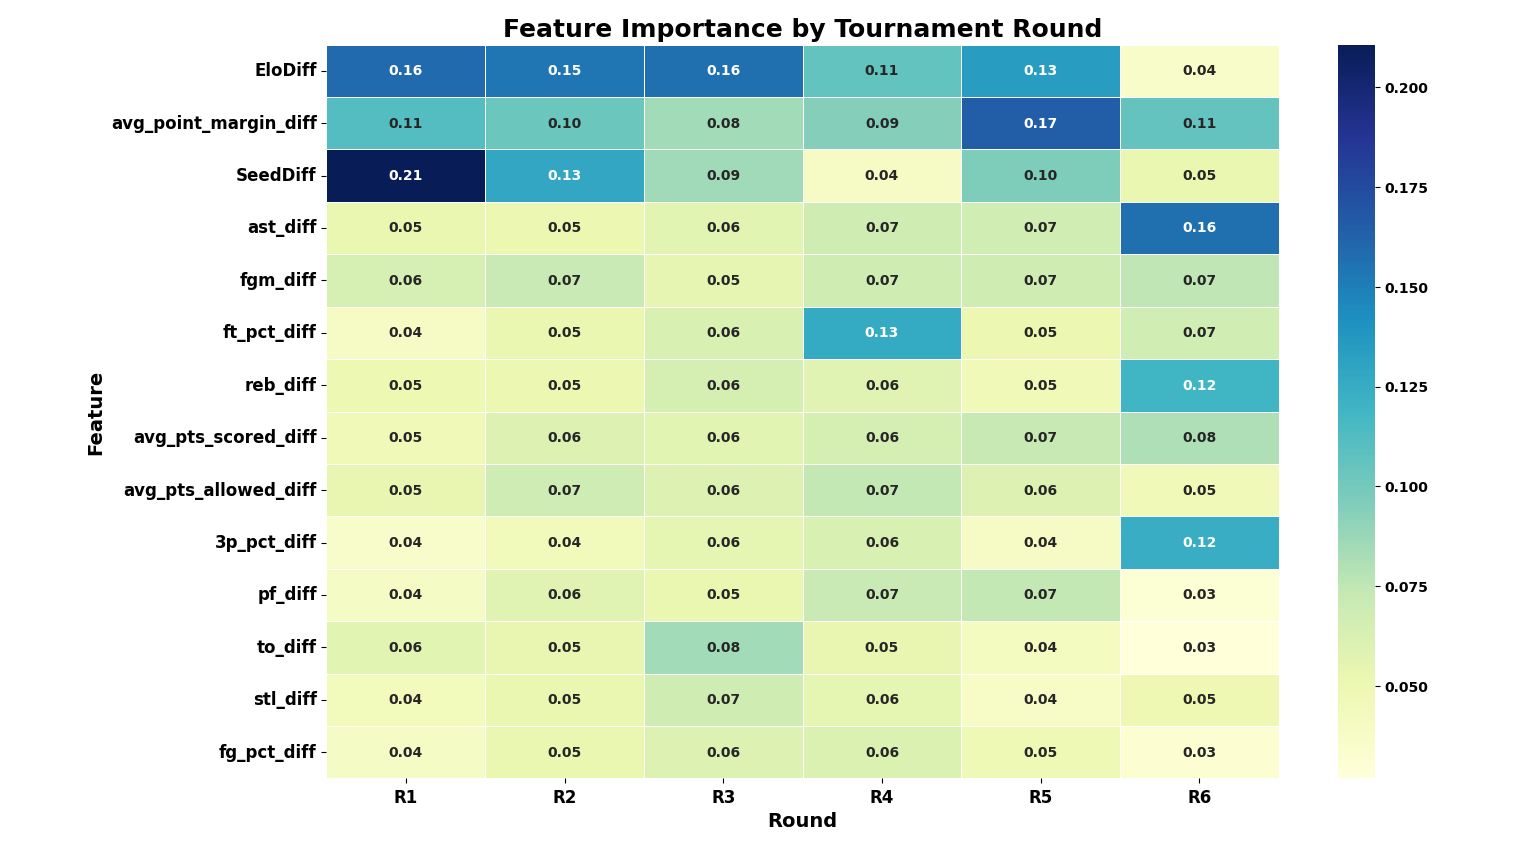 Feature Importance by Tournament Round
EloDiff 0.16 0.15 0.16 0.11 0.13 0.04
avg_point_margin_diff 0.11 0.10 0.08 0.09 0.17 0.11
SeedDiff 0.21 0.13 0.09 0.04 0.10 0.05
ast_diff 0.05 0.05 0.06 0.07 0.07 0.16
fgm_diff 0.06 0.07 0.05 0.07 0.07 0.07
ft_pct_diff 0.04 0.05 0.06 0.13 0.05 0.07
reb_diff 0.05 0.05 0.06 0.06 0.05 0.12
avg_pts_scored_diff 0.05 0.06 0.06 0.06 0.07 0.08
avg_pts_allowed_diff 0.05 0.07 0.06 0.07 0.06 0.05
3p_pct_diff 0.04 0.04 0.06 0.06 0.04 0.12
pf_diff 0.04 0.06 0.05 0.07 0.07 0.03
to_diff 0.06 0.05 0.08 0.05 0.04 0.03
stl_diff 0.04 0.05 0.07 0.06 0.04 0.05
fg_pct_diff 0.04 0.05 0.06 0.06 0.05 0.03
R1 R2 R3 R4 R5 R6
Round
Feature
0.200
0.175
0.150
0.125
0.100
0.075
0.050